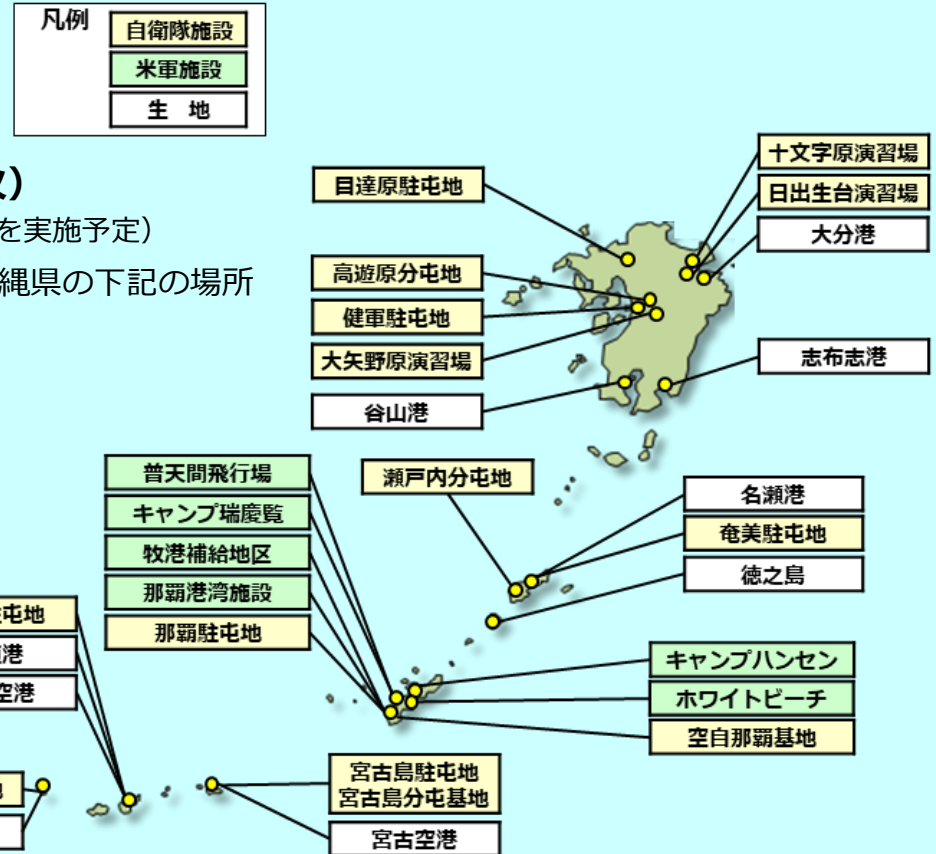 凡例
自衛隊施設
米軍施設
生 地
)
を実施予定）
縄県の下記の場所
目達原駐屯地
高遊原分屯地
健軍駐屯地
大矢野原演習場
谷山港
十文字原演習場
日出生台演習場
大分港
志布志港
瀬戸内分屯地
名瀬港
奄美駐屯地
徳之島
普天間飛行場
キャンプ瑞慶覧
牧港補給地区
那覇港湾施設
那覇駐屯地
屯地
港
空港
キャンプハンセン
ホワイトビーチ
空自那覇基地
宮古島駐屯地
宮古島分屯基地
宮古空港